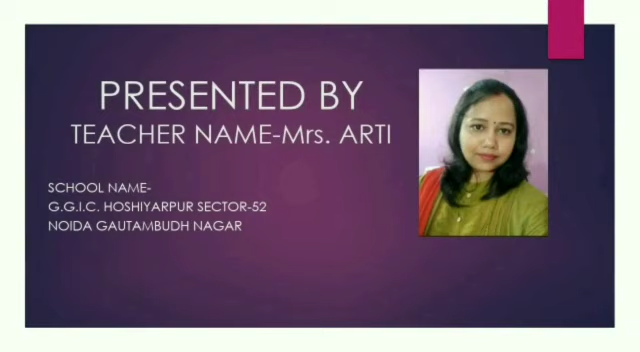 PRESENTED BY
TEACHER NAME-Mrs. ARTI
SCHOOL NAME-
G.G.I.C. HOSHIYARPUR SECTOR-52
NOIDA GAUTAMBUDH NAGAR